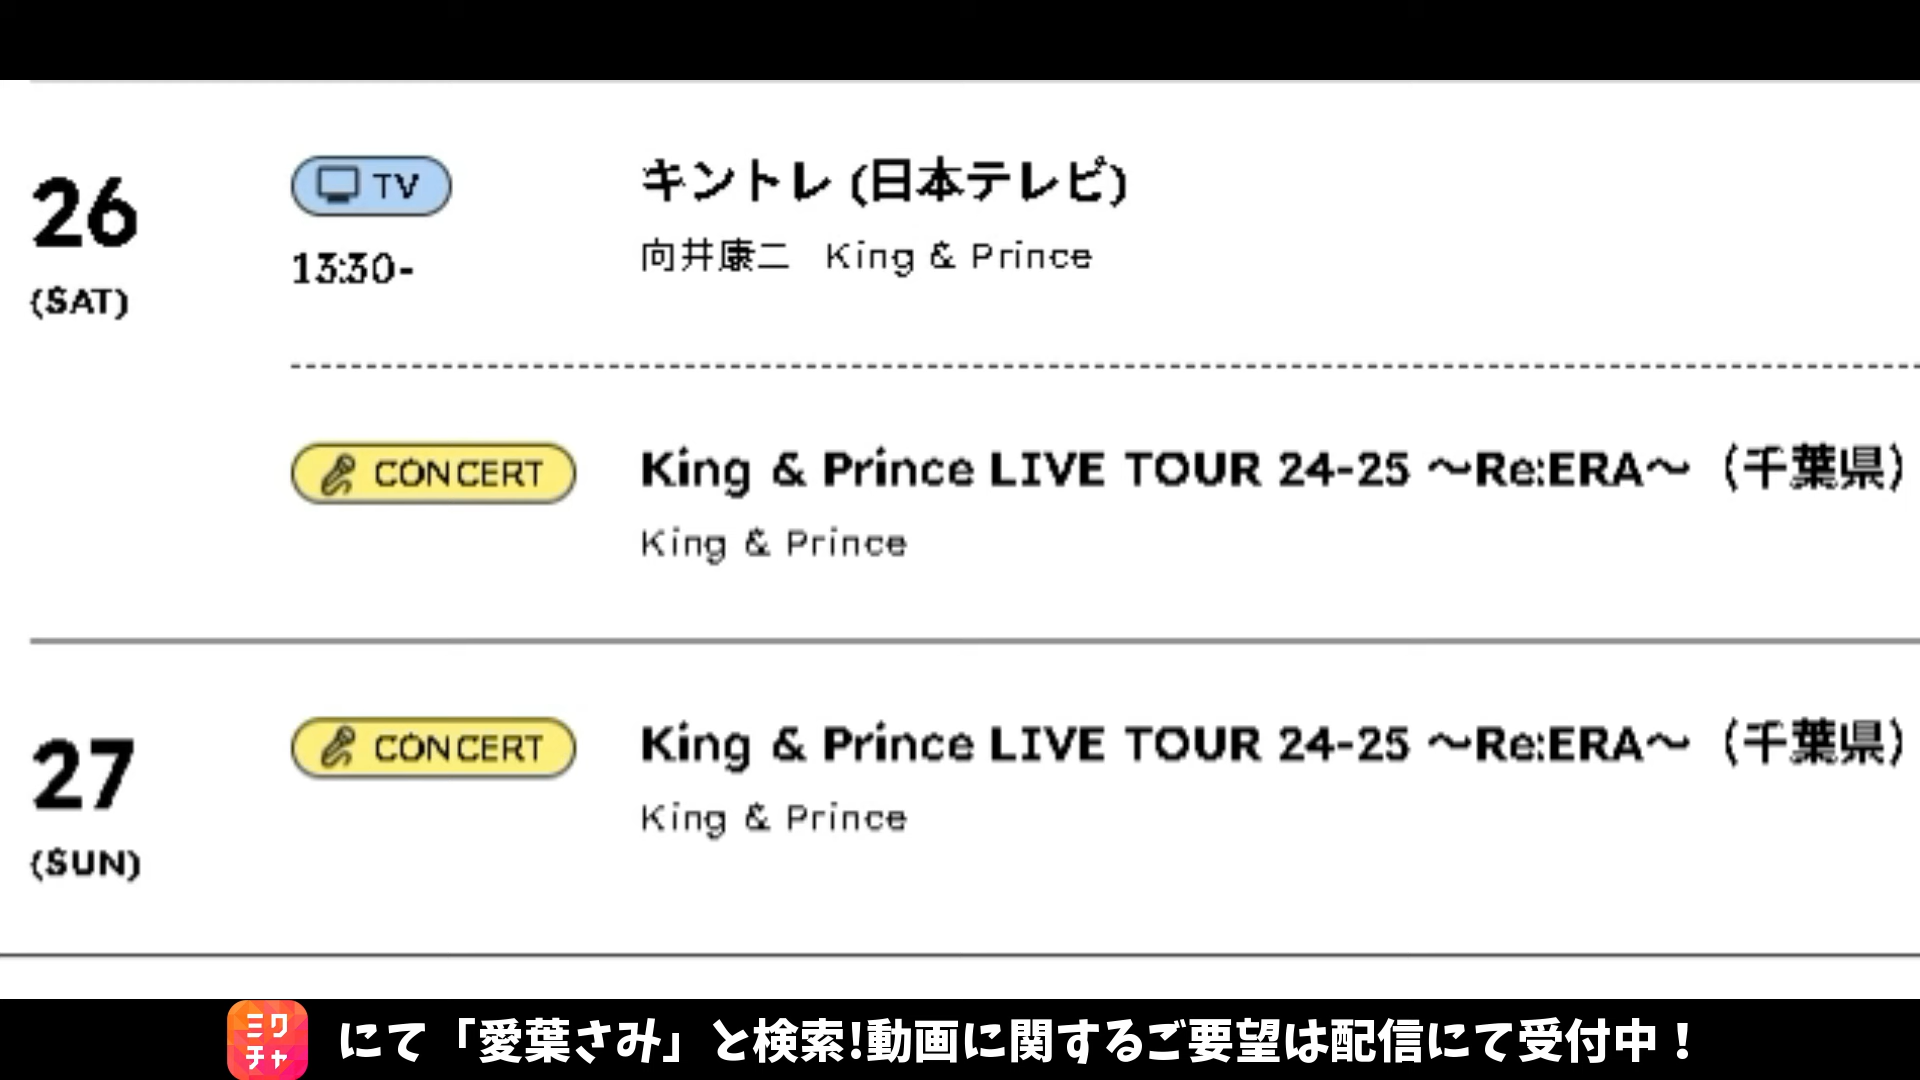 26
(SAT)
TV
13:30-
キントレ (日本テレビ)
向井康二 King & Prince
CONCERT
King & Prince LIVE TOUR 24-25 ～Re:ERA～（千葉県）
King & Prince
27
(SUN)
CONCERT
King & Prince LIVE TOUR 24-25 ～Re:ERA～（千葉県）
King & Prince
ミクチャ
にて「愛葉さみ」と検索!動画に関するご要望は配信にて受付中！